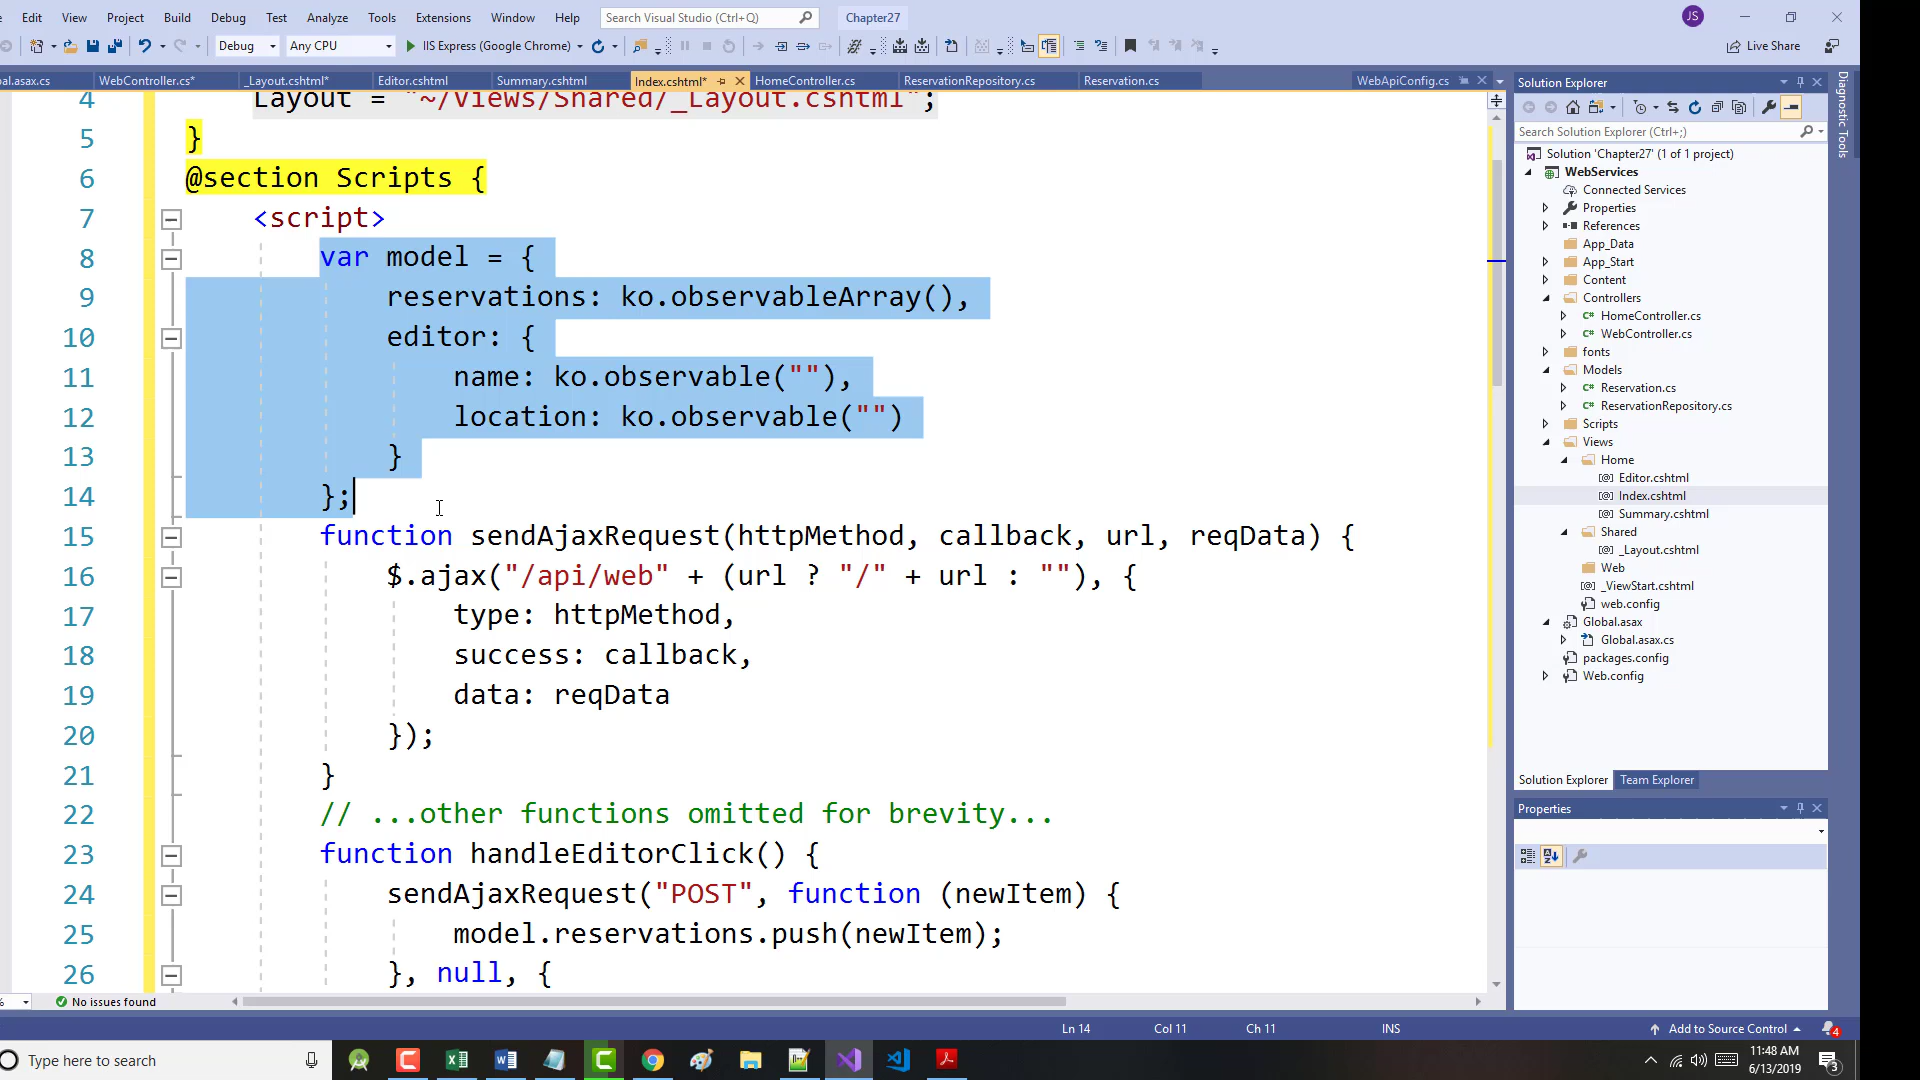 Edit View Project Build Debug Test Analyze Tools Extensions Window Help Search Visual Studio (Ctrl+Q) Chapter27 JS
Debug Any CPU IIS Express (Google Chrome) Live Share
al.asax.cs WebController.cs* _Layout.cshtml* Editor.cshtml Summary.cshtml Index.cshtml* HomeController.cs ReservationRepository.cs Reservation.cs WebApiConfig.cs
4 Layout = "~/Views/Shared/_Layout.cshtml";
5 }
6 @section Scripts {
7 <script>
8 var model = {
9 reservations: ko.observableArray(),
10 editor: {
11 name: ko.observable(""),
12 location: ko.observable("")
13 }
14 };
15 function sendAjaxRequest(httpMethod, callback, url, reqData) {
16 $.ajax("/api/web" + (url ? "/" + url : ""), {
17 type: httpMethod,
18 success: callback,
19 data: reqData
20 });
21 }
22 // ...other functions omitted for brevity...
23 function handleEditorClick() {
24 sendAjaxRequest("POST", function (newItem) {
25 model.reservations.push(newItem);
26 }, null, {
% No issues found
Solution Explorer
Search Solution Explorer (Ctrl+;)
Solution 'Chapter27' (1 of 1 project)
WebServices
Connected Services
Properties
References
App_Data
App_Start
Content
Controllers
HomeController.cs
WebController.cs
fonts
Models
Reservation.cs
ReservationRepository.cs
Scripts
Views
Home
Editor.cshtml
Index.cshtml
Summary.cshtml
Shared
_Layout.cshtml
Web
_ViewStart.cshtml
web.config
Global.asax
Global.asax.cs
packages.config
Web.config
Solution Explorer Team Explorer
Properties
Diagnostic Tools
Ln 14 Col 11 Ch 11 INS Add to Source Control 4
Type here to search
11:48 AM
6/13/2019
3